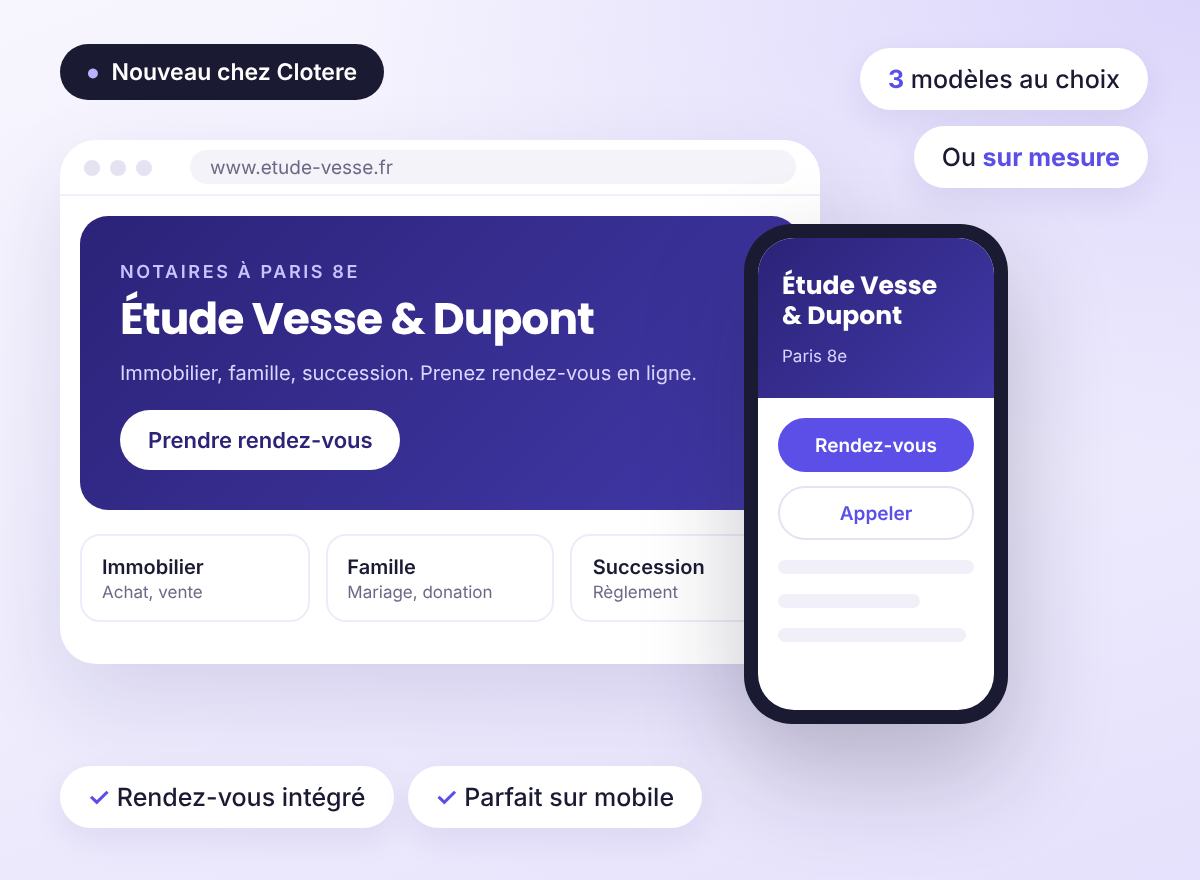 Nouveau chez Clotere
3 modèles au choix
Ou sur mesure
www.etude-vesse.fr
NOTAIRES À PARIS 8E
Étude Vesse & Dupont
Immobilier, famille, succession. Prenez rendez-vous en ligne.
Prendre rendez-vous
Immobilier
Achat, vente
Famille
Mariage, donation
Succession
Règlement
Étude Vesse
& Dupont
Paris 8e
Rendez-vous
Appeler
Rendez-vous intégré
Parfait sur mobile